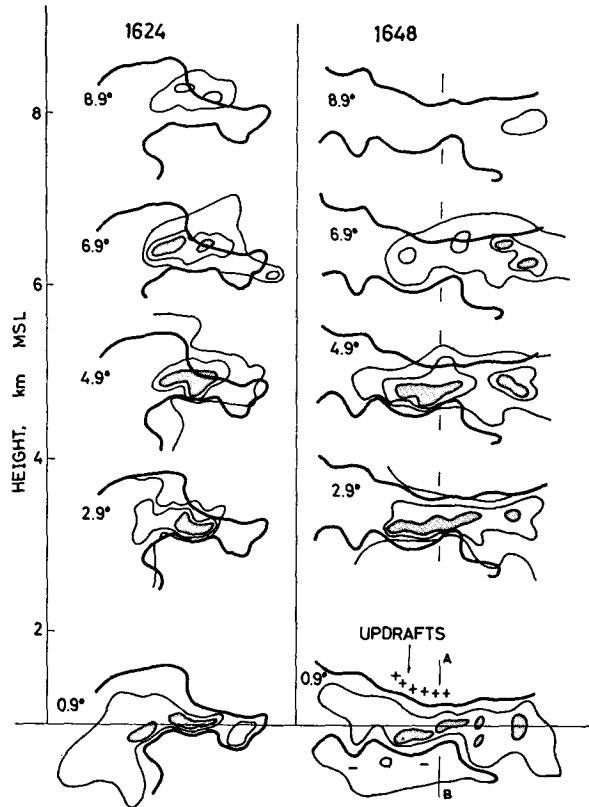 1624 1648
8
8.9° 8.9°
6.9° 6.9°
6
4.9° 4.9°
HEIGHT, km MSL
4
2.9° 2.9°
2
UPDRAFTS
A
0.9° 0.9°
+ + + + + +
- -
B